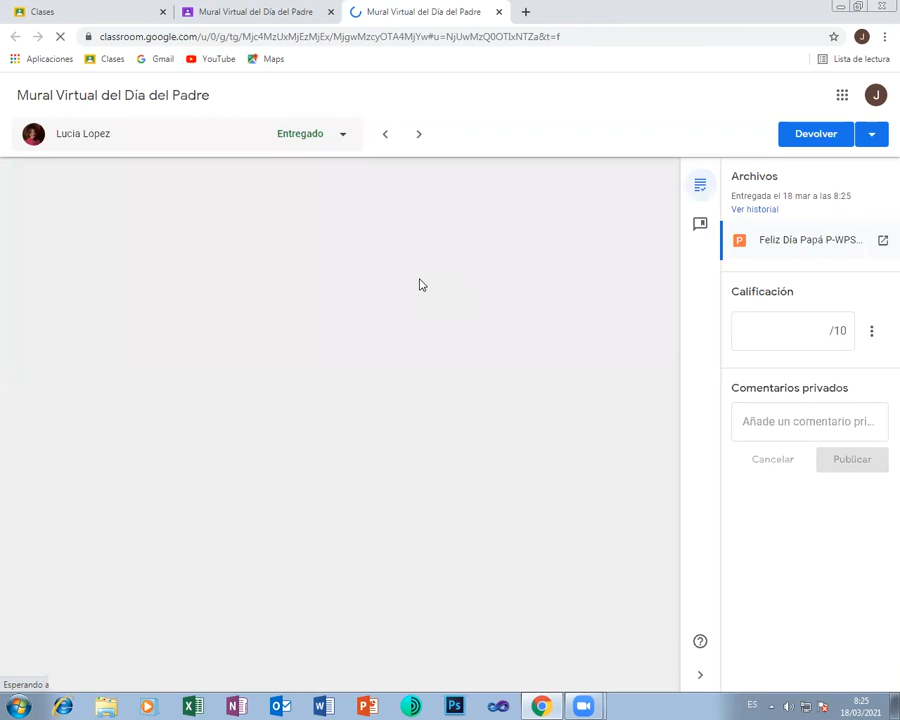 Clases
Mural Virtual del Día del Padre
Mural Virtual del Día del Padre
classroom.google.com/u/0/g/tg/Mjc4MzUxMjEzMjEx/MjgwMzcyOTA4MjYw#u=NjUwMzQ0OTIxNTZa&t=f
J
Aplicaciones
Clases
Gmail
YouTube
Maps
Lista de lectura
Mural Virtual del Día del Padre
J
Lucia Lopez
Entregado
Devolver
Archivos
Entregada el 18 mar a las 8:25
Ver historial
P
Feliz Día Papá P-WPS...
Calificación
/10
Comentarios privados
Añade un comentario pri...
Cancelar
Publicar
Esperando a
ES
8:25
18/03/2021